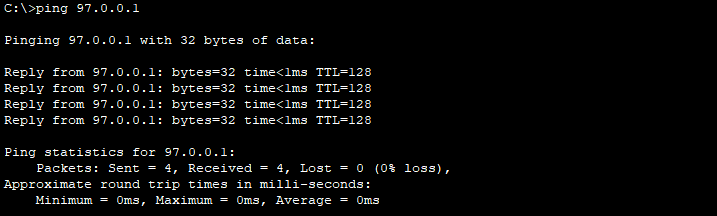 C:\>ping 97.0.0.1
Pinging 97.0.0.1 with 32 bytes of data:
Reply from 97.0.0.1: bytes=32 time<1ms TTL=128
Reply from 97.0.0.1: bytes=32 time<1ms TTL=128
Reply from 97.0.0.1: bytes=32 time<1ms TTL=128
Reply from 97.0.0.1: bytes=32 time<1ms TTL=128
Ping statistics for 97.0.0.1:
    Packets: Sent = 4, Received = 4, Lost = 0 (0% loss),
Approximate round trip times in milli-seconds:
    Minimum = 0ms, Maximum = 0ms, Average = 0ms